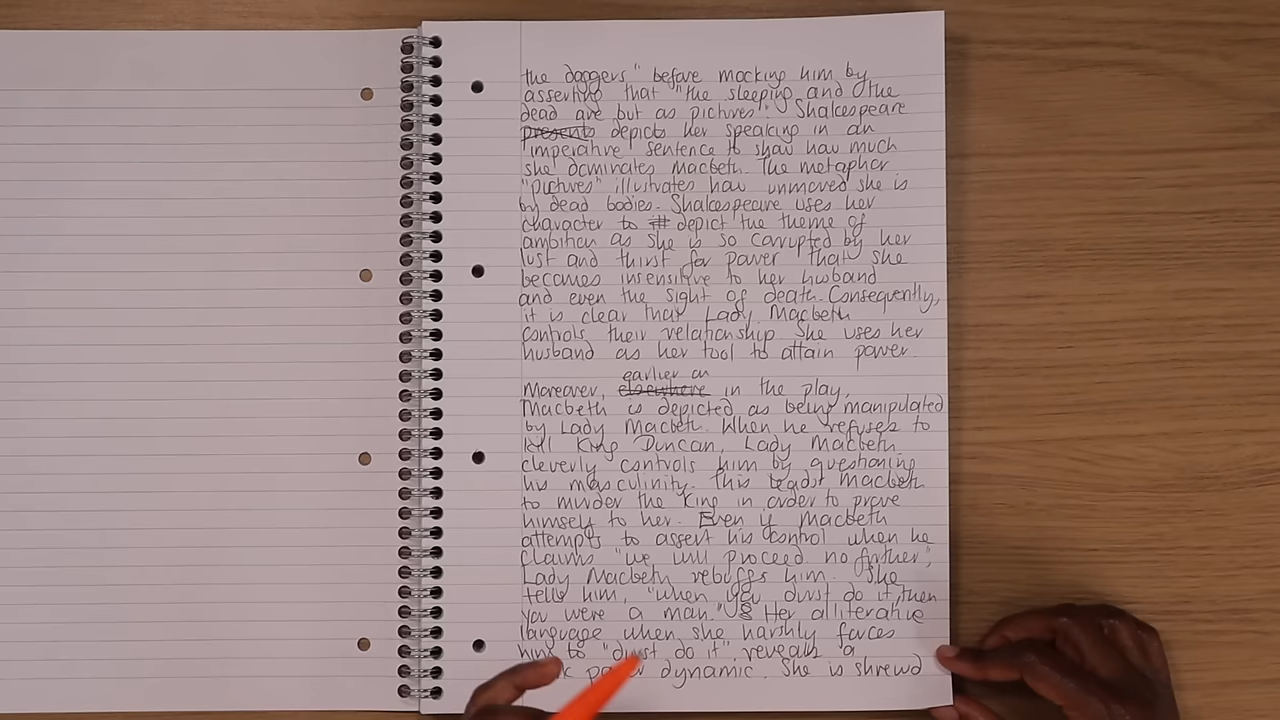 the daggers" before mocking him by
asserting that "the sleeping and the
dead are but as pictures". Shakespeare
presents depicts her speaking in an
imperative sentence to show how much
she dominates Macbeth. The metaphor
"pictures" illustrates how unmoved she is
by dead bodies. Shakespeare uses her
character to depict the theme of
ambition as she is so corrupted by her
lust and thirst for power that she
becomes insensitive to her husband
and even the sight of death. Consequently,
it is clear that Lady Macbeth
controls their relationship. She uses her
husband as her tool to attain power.
earlier on
Moreover, elsewhere in the play,
Macbeth is depicted as being manipulated
by Lady Macbeth. When he refuses to
kill King Duncan, Lady Macbeth
cleverly controls him by questioning
his masculinity. This leads Macbeth
to murder the King in order to prove
himself to her. Even if Macbeth
attempts to assert his control when he
claims "we will proceed no further",
Lady Macbeth rebuffs him. She
tells him, "when you durst do it, then
you were a man." Her alliterative
language when she harshly forces
him to "durst do it" reveals a
power dynamic. She is shrewd